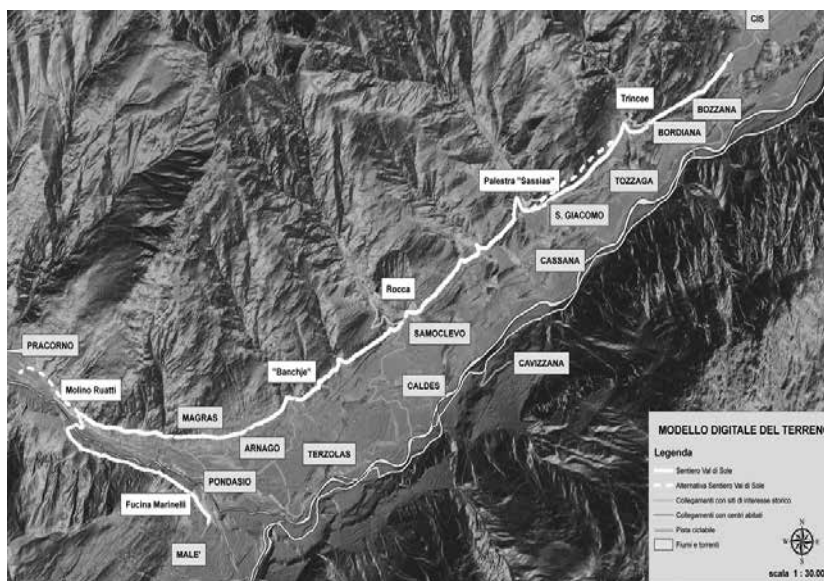 CIS
Trincee
BOZZANA
BORDIANA
Palestra "Sassias"
TOZZAGA
S. GIACOMO
CASSANA
Rocca
SAMOCLEVO
PRACORNO
CAVIZZANA
"Banchje"
Molino Ruatti
CALDES
MAGRAS
ARNAGO
TERZOLAS
PONDASIO
Fucina Marinelli
MALE'
MODELLO DIGITALE DEL TERRENO
Legenda
Sentiero Val di Sole
Alternativa Sentiero Val di Sole
Collegamenti con siti di interesse storico
Collegamenti con centri abitati
Pista ciclabile
Fiumi e torrenti
N
W E
S
scala 1 : 30.00